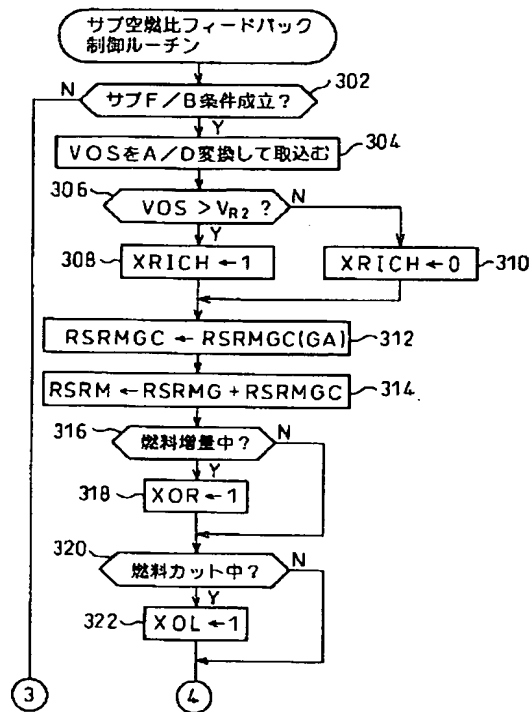 サブ空燃比フィードバック
制御ルーチン
302
N
サブF/B条件成立?
Y
VOSをA/D変換して取込む
304
306
VOS > VR2 ?
N
Y
308
XRICH ← 1
XRICH ← 0
310
RSRMGC ← RSRMGC(GA)
312
RSRM ← RSRMG + RSRMGC
314
316
燃料増量中?
N
Y
318
XOR ← 1
320
燃料カット中?
N
Y
322
XOL ← 1
3
4